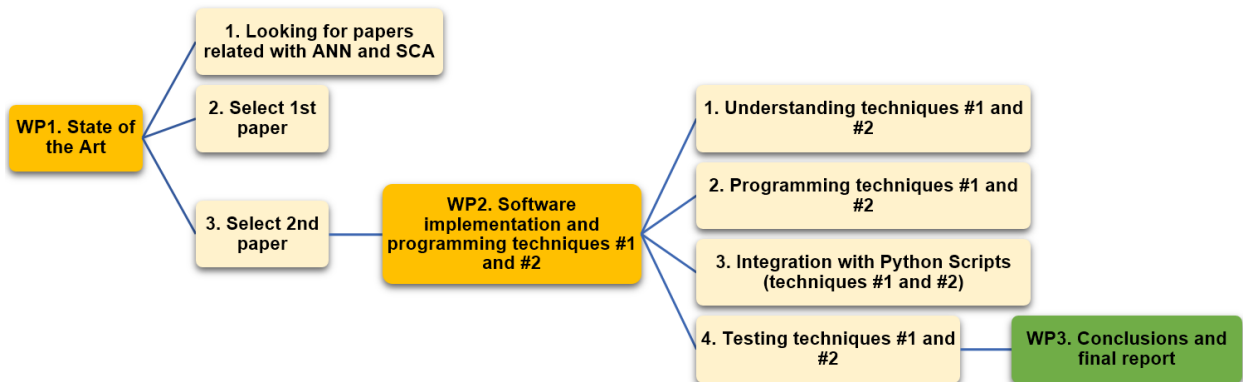 WP1. State of
the Art
1. Looking for papers
related with ANN and SCA
2. Select 1st
paper
3. Select 2nd
paper
WP2. Software
implementation and
programming techniques #1
and #2
1. Understanding techniques #1 and
#2
2. Programming techniques #1 and
#2
3. Integration with Python Scripts
(techniques #1 and #2)
4. Testing techniques #1 and
#2
WP3. Conclusions and
final report